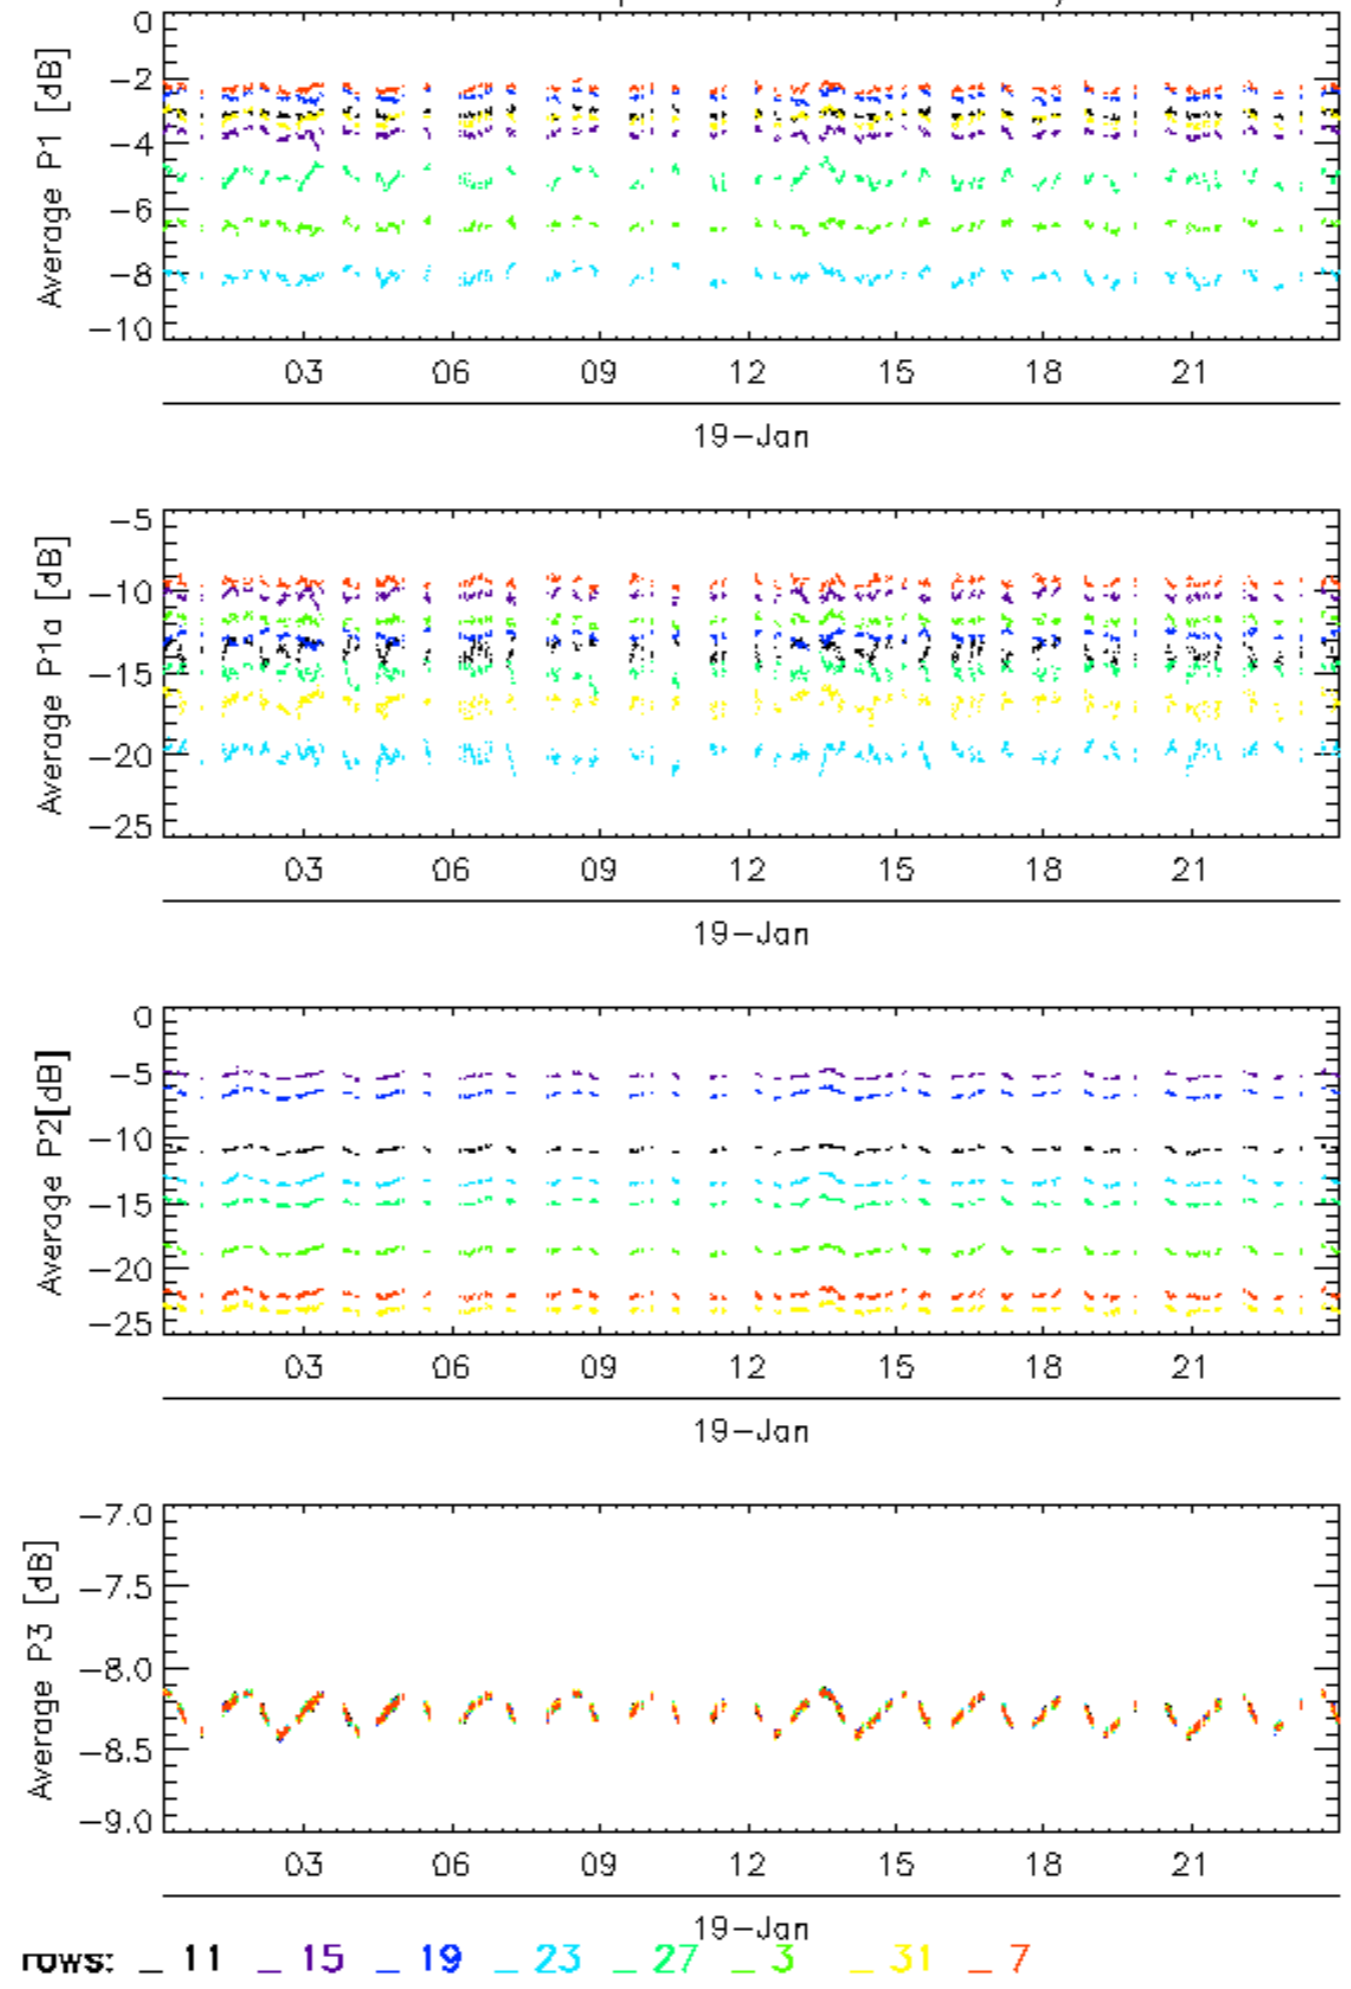 0
−2
−4
−6
−8
−10
Average P1 [dB]
03 06 09 12 15 18 21
19−Jan
−5
−10
−15
−20
−25
Average P1a [dB]
03 06 09 12 15 18 21
19−Jan
0
−5
−10
−15
−20
−25
Average P2[dB]
03 06 09 12 15 18 21
19−Jan
−7.0
−7.5
−8.0
−8.5
−9.0
Average P3 [dB]
03 06 09 12 15 18 21
19−Jan
rows: _ 11 _ 15 _ 19 _ 23 _ 27 _ 3 _ 31 _ 7